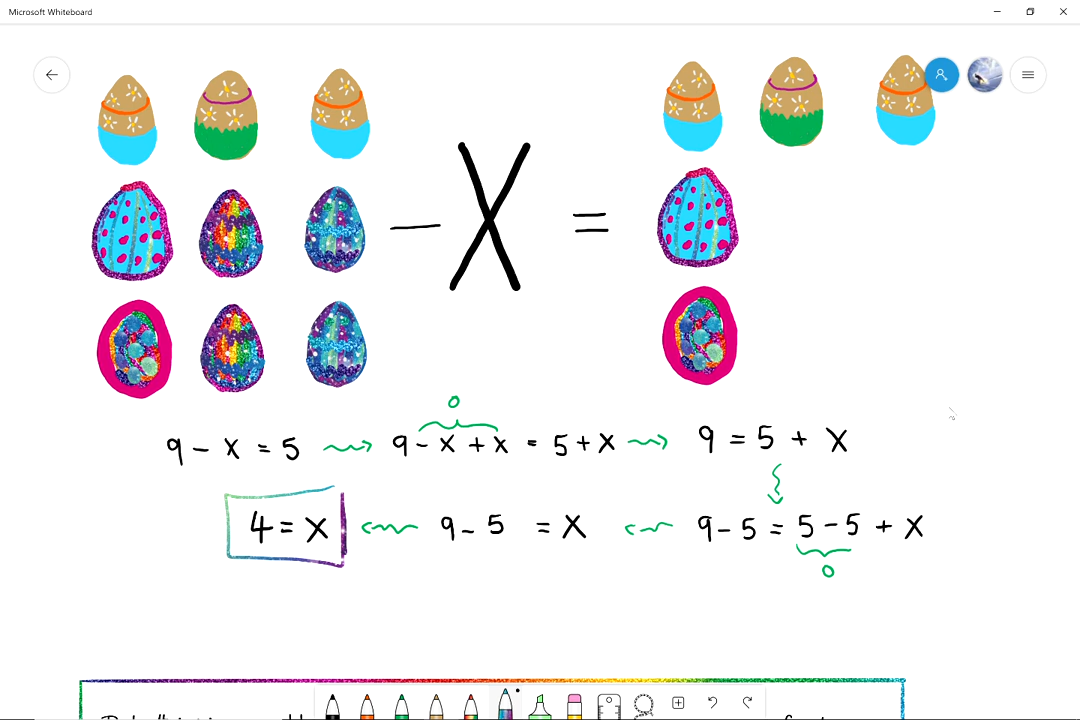 Microsoft Whiteboard
− X =
0
9 − x = 5 → 9 − x + x = 5 + x → 9 = 5 + x
4 = x ← 9 − 5 = x ← 9 − 5 = 5 − 5 + x
0